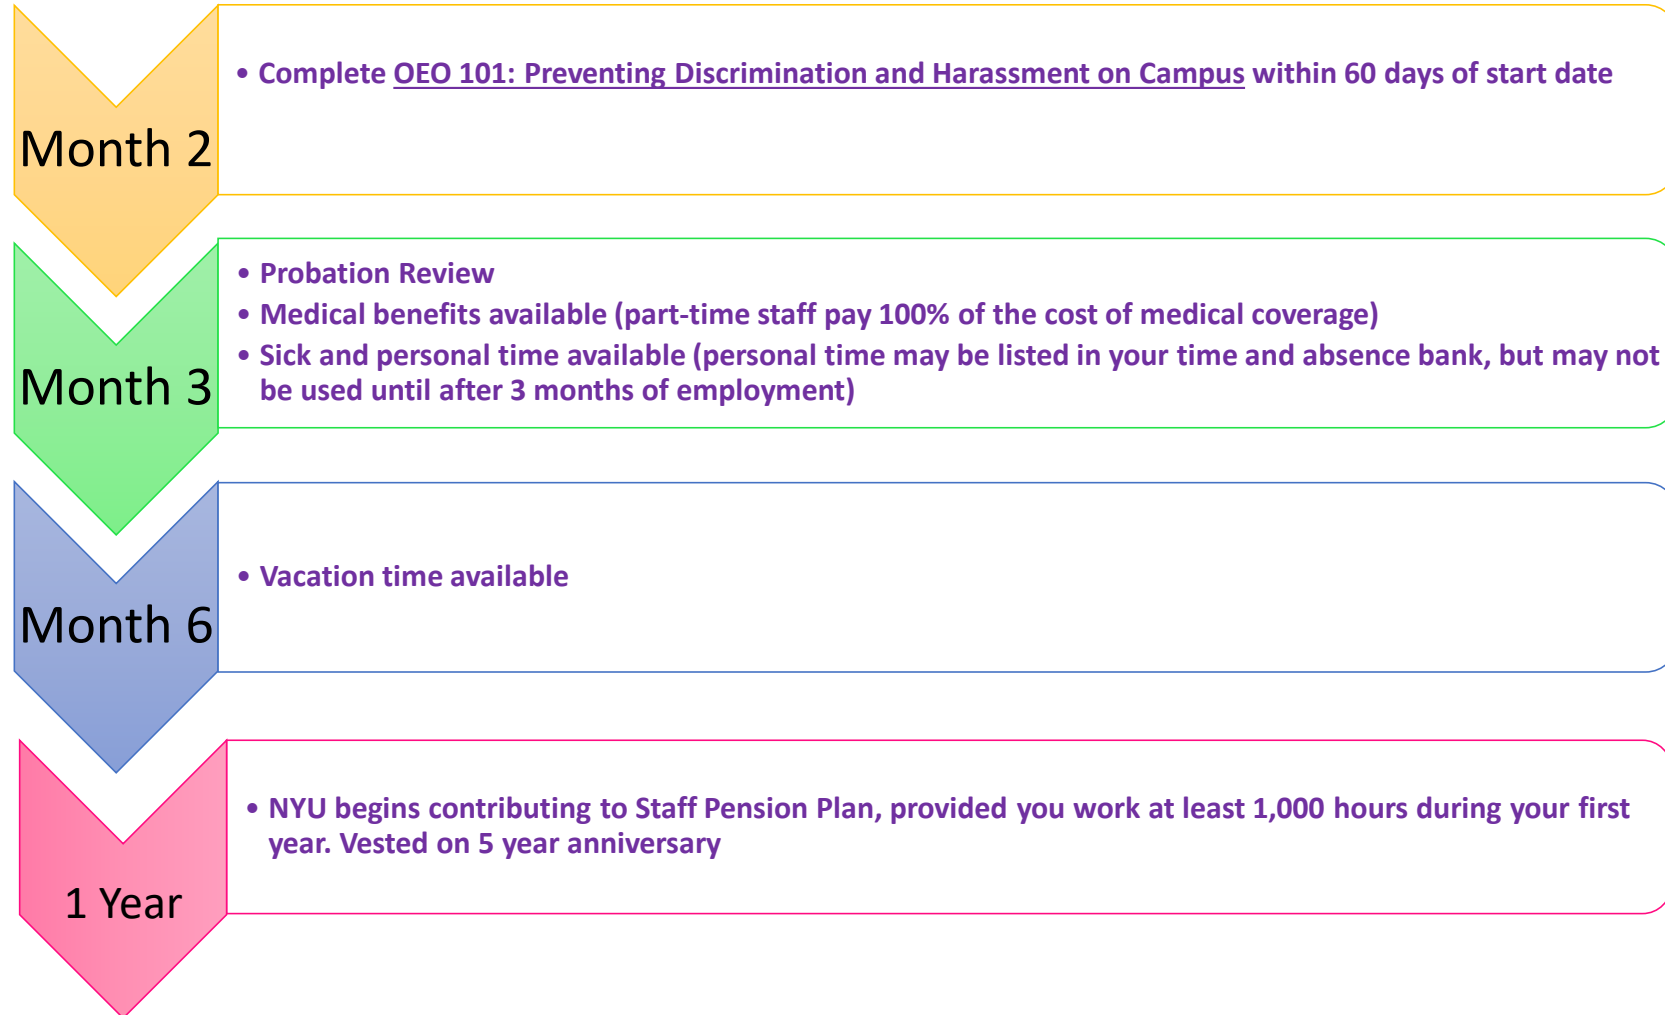 Month 2
• Complete OEO 101: Preventing Discrimination and Harassment on Campus within 60 days of start date
Month 3
• Probation Review
• Medical benefits available (part-time staff pay 100% of the cost of medical coverage)
• Sick and personal time available (personal time may be listed in your time and absence bank, but may not
be used until after 3 months of employment)
Month 6
• Vacation time available
1 Year
• NYU begins contributing to Staff Pension Plan, provided you work at least 1,000 hours during your first
year. Vested on 5 year anniversary